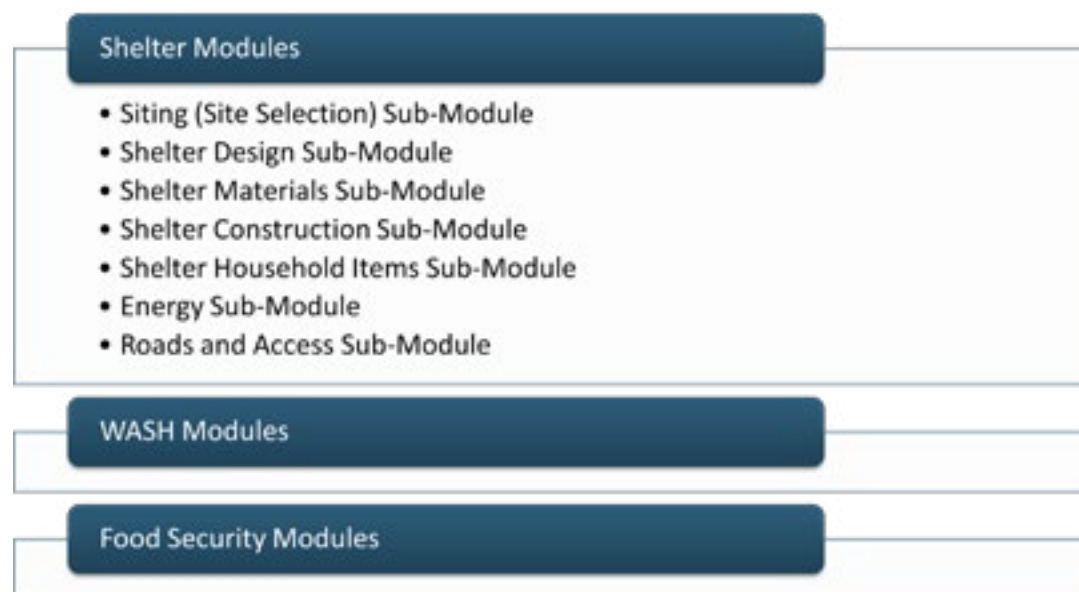 Shelter Modules
• Siting (Site Selection) Sub-Module
• Shelter Design Sub-Module
• Shelter Materials Sub-Module
• Shelter Construction Sub-Module
• Shelter Household Items Sub-Module
• Energy Sub-Module
• Roads and Access Sub-Module
WASH Modules
Food Security Modules